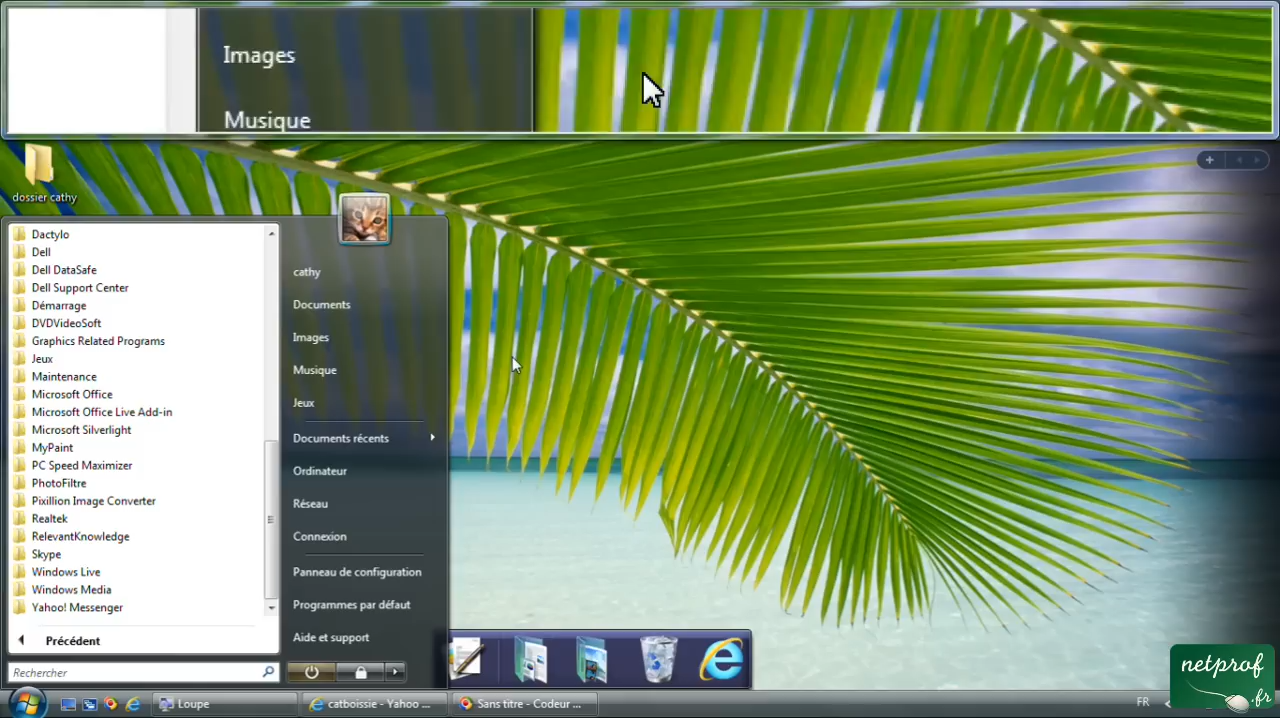 Images
Musique
dossier cathy
Dactylo
Dell
Dell DataSafe
Dell Support Center
Démarrage
DVDVideoSoft
Graphics Related Programs
Jeux
Maintenance
Microsoft Office
Microsoft Office Live Add-in
Microsoft Silverlight
MyPaint
PC Speed Maximizer
PhotoFiltre
Pixillion Image Converter
Realtek
RelevantKnowledge
Skype
Windows Live
Windows Media
Yahoo! Messenger
Précédent
Rechercher
cathy
Documents
Images
Musique
Jeux
Documents récents
Ordinateur
Réseau
Connexion
Panneau de configuration
Programmes par défaut
Aide et support
Loupe
catboissie - Yahoo ...
Sans titre - Codeur ...
FR
netprof
.fr